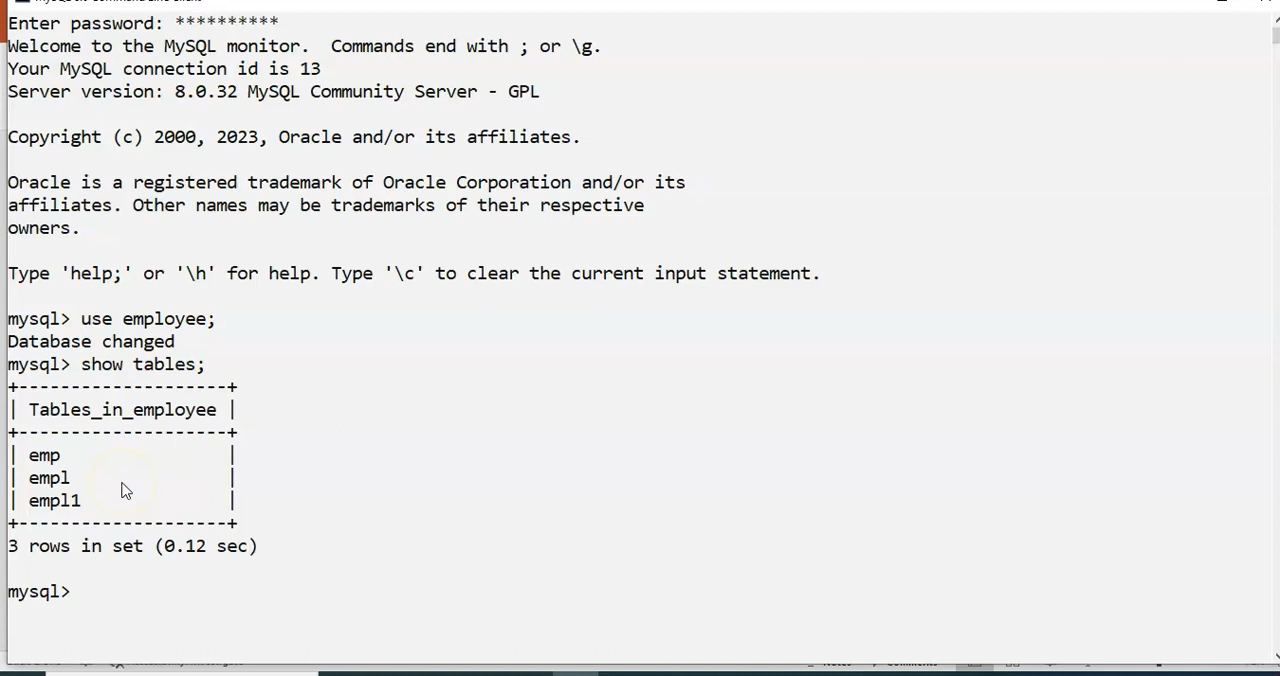 Enter password: **********
Welcome to the MySQL monitor.  Commands end with ; or \g.
Your MySQL connection id is 13
Server version: 8.0.32 MySQL Community Server - GPL
Copyright (c) 2000, 2023, Oracle and/or its affiliates.
Oracle is a registered trademark of Oracle Corporation and/or its
affiliates. Other names may be trademarks of their respective
owners.
Type 'help;' or '\h' for help. Type '\c' to clear the current input statement.
mysql> use employee;
Database changed
mysql> show tables;
+--------------------+
| Tables_in_employee |
+--------------------+
| emp                |
| empl               |
| empl1              |
+--------------------+
3 rows in set (0.12 sec)
mysql>